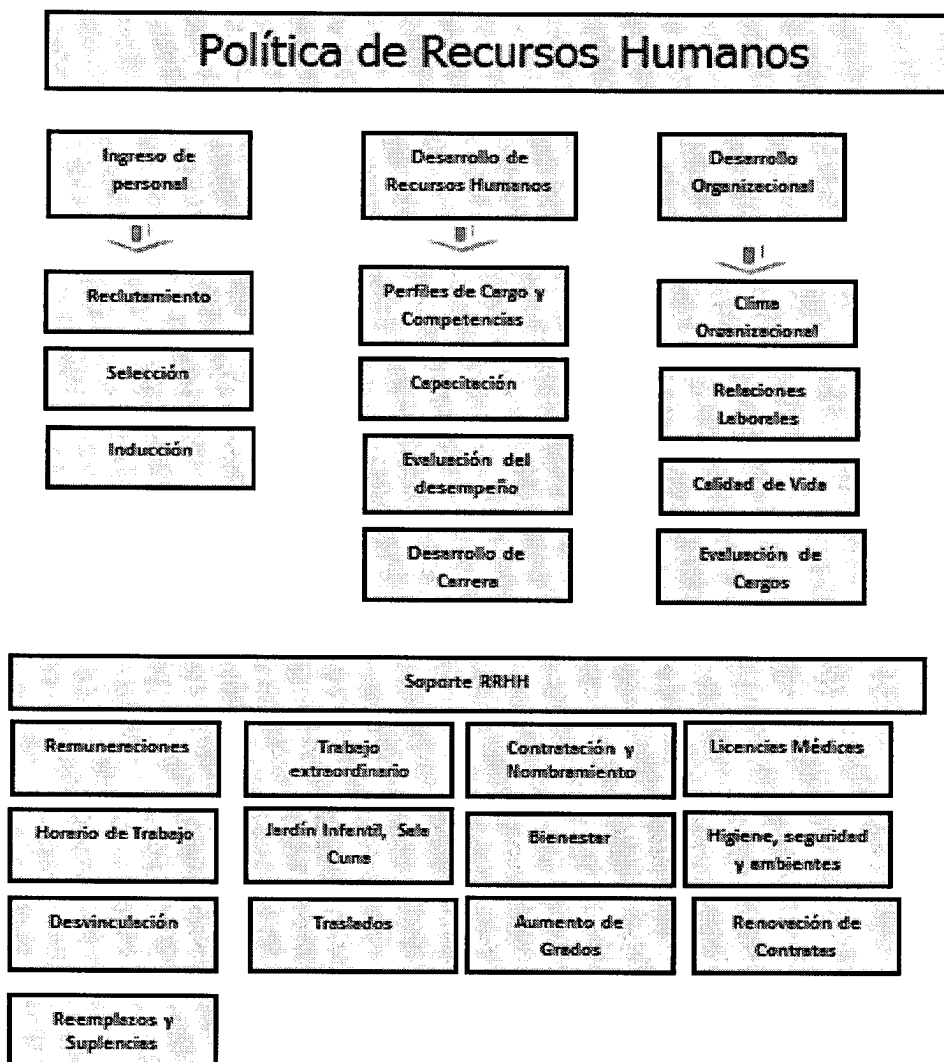 Política de Recursos Humanos
Ingreso de
personal
Reclutamiento
Selección
Inducción
Desarrollo de
Recursos Humanos
Perfiles de Cargo y
Competencias
Capacitación
Evaluación del
desempeño
Desarrollo de
Carrera
Desarrollo
Organizacional
Clima
Organizacional
Relaciones
Laborales
Calidad de Vida
Evaluación de
Cargos
Soporte RRHH
Remuneraciones
Trabajo
extraordinario
Contratación y
Nombramiento
Licencias Médicas
Horario de Trabajo
Jardín Infantil, Sala
Cuna
Bienestar
Higiene, seguridad
y ambientes
Desvinculación
Traslados
Aumento de
Grados
Renovación de
Contratas
Reemplazos y
Suplencias